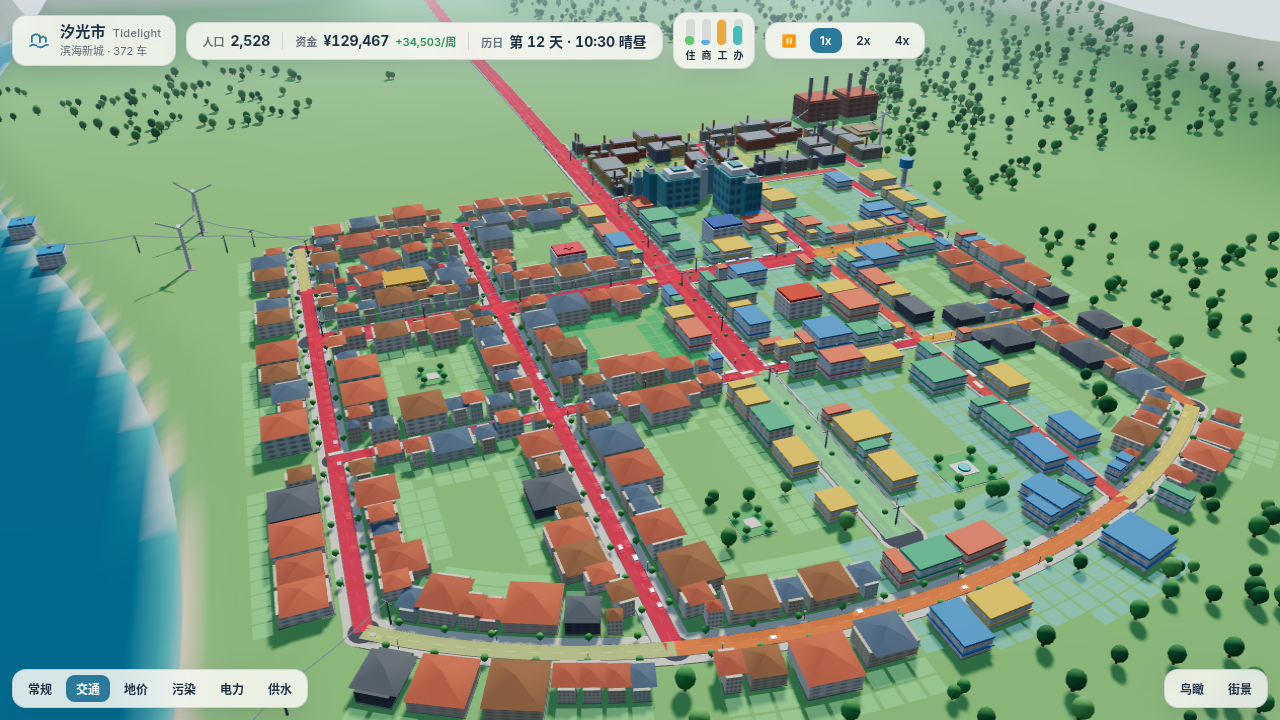 汐光市 Tidelight
滨海新城 · 372 车
人口 2,528
资金 ¥129,467 +34,503/周
历日 第 12 天 · 10:30 晴昼
住 商 工 办
1x 2x 4x
常规 交通 地价 污染 电力 供水
鸟瞰 街景